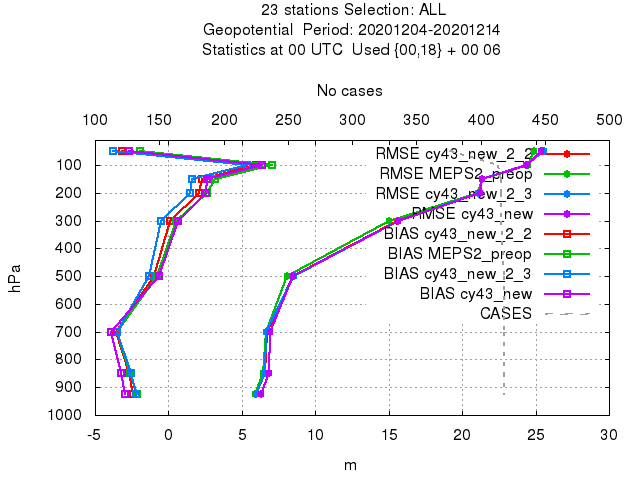 23 stations Selection: ALL
Geopotential Period: 20201204-20201214
Statistics at 00 UTC Used {00,18} + 00 06
No cases
100 150 200 250 300 350 400 450 500
RMSE cy43_new_2_2
RMSE MEPS2_preop
RMSE cy43_new_2_3
RMSE cy43_new
BIAS cy43_new_2_2
BIAS MEPS2_preop
BIAS cy43_new_2_3
BIAS cy43_new
CASES
100
200
300
400
500
600
700
800
900
1000
hPa
-5 0 5 10 15 20 25 30
m